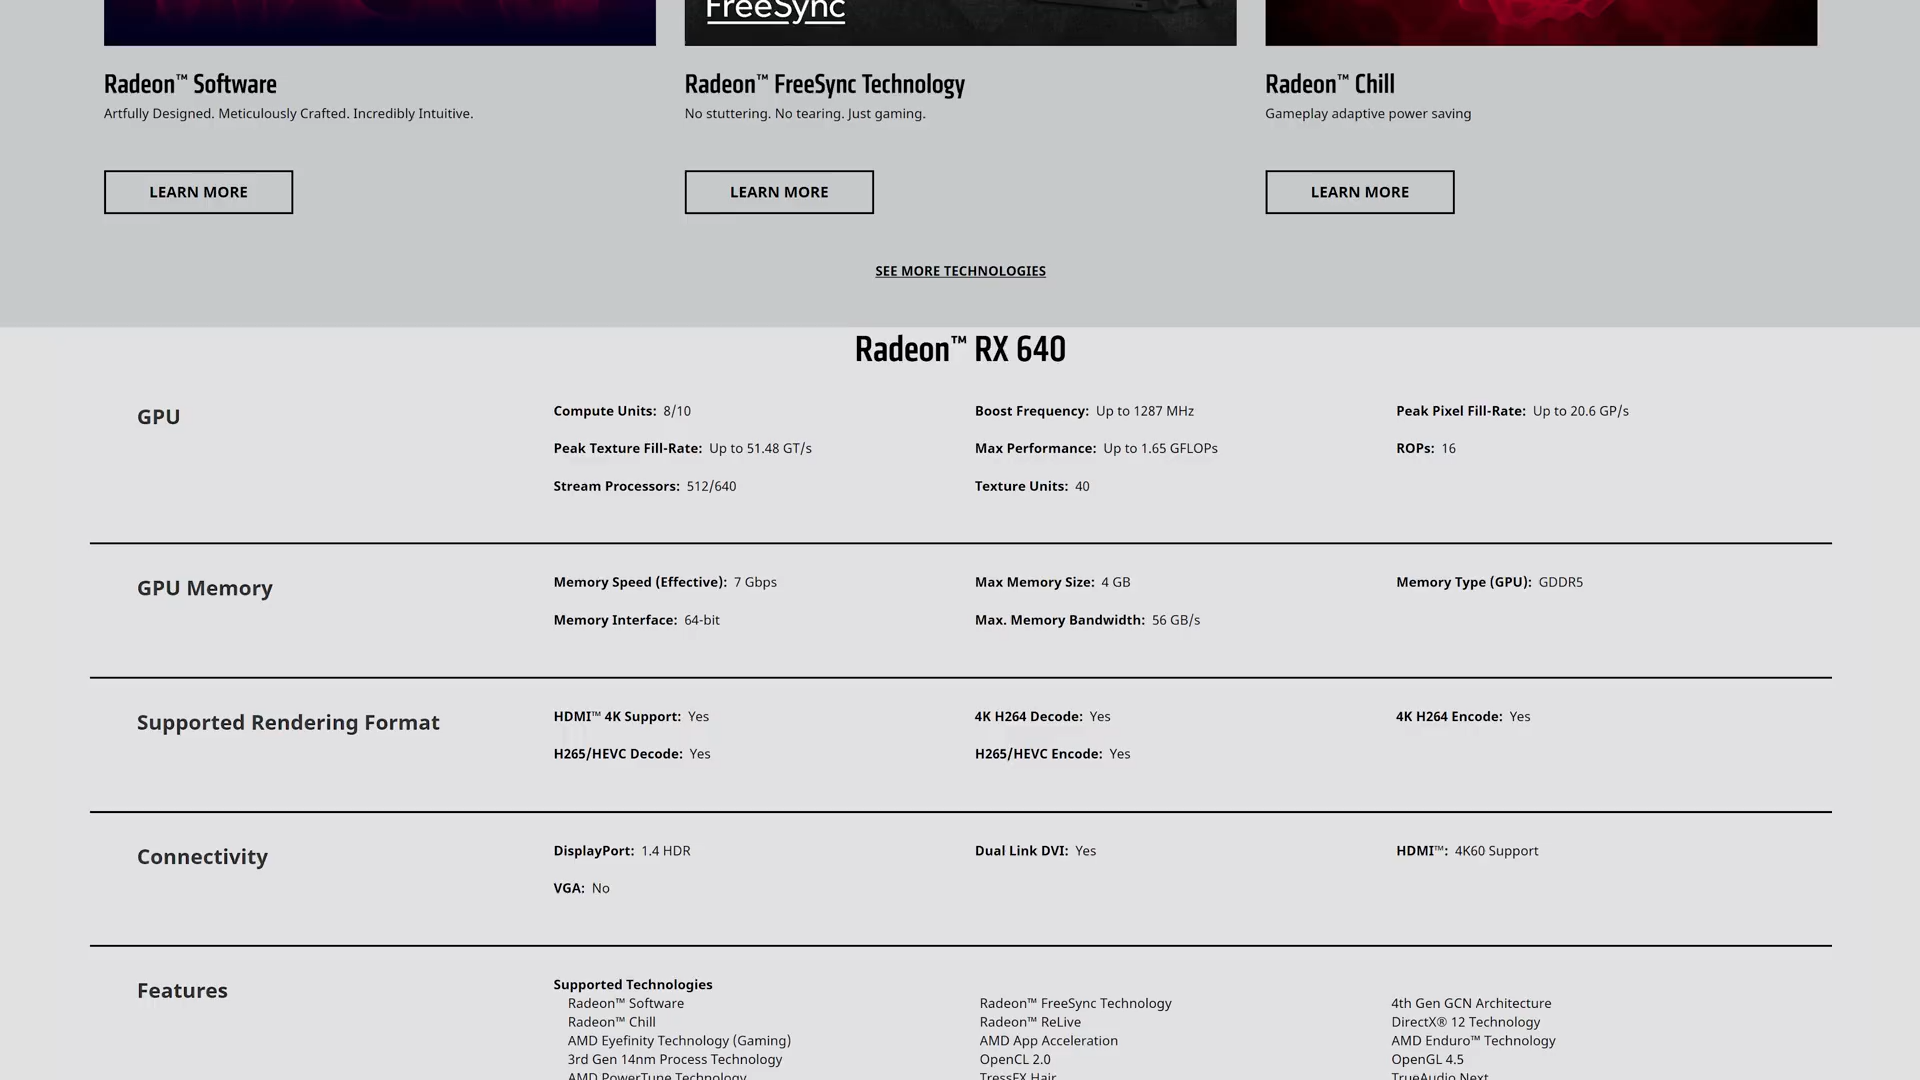 FreeSync
Radeon™ Software
Artfully Designed. Meticulously Crafted. Incredibly Intuitive.
LEARN MORE
Radeon™ FreeSync Technology
No stuttering. No tearing. Just gaming.
LEARN MORE
Radeon™ Chill
Gameplay adaptive power saving
LEARN MORE
SEE MORE TECHNOLOGIES
Radeon™ RX 640
GPU
Compute Units: 8/10
Boost Frequency: Up to 1287 MHz
Peak Pixel Fill-Rate: Up to 20.6 GP/s
Peak Texture Fill-Rate: Up to 51.48 GT/s
Max Performance: Up to 1.65 GFLOPs
ROPs: 16
Stream Processors: 512/640
Texture Units: 40
GPU Memory
Memory Speed (Effective): 7 Gbps
Max Memory Size: 4 GB
Memory Type (GPU): GDDR5
Memory Interface: 64-bit
Max. Memory Bandwidth: 56 GB/s
Supported Rendering Format
HDMI™ 4K Support: Yes
4K H264 Decode: Yes
4K H264 Encode: Yes
H265/HEVC Decode: Yes
H265/HEVC Encode: Yes
Connectivity
DisplayPort: 1.4 HDR
Dual Link DVI: Yes
HDMI™: 4K60 Support
VGA: No
Features
Supported Technologies
Radeon™ Software
Radeon™ FreeSync Technology
4th Gen GCN Architecture
Radeon™ Chill
Radeon™ ReLive
DirectX® 12 Technology
AMD Eyefinity Technology (Gaming)
AMD App Acceleration
AMD Enduro™ Technology
3rd Gen 14nm Process Technology
OpenCL 2.0
OpenGL 4.5
AMD PowerTune Technology
TressFX Hair
TrueAudio Next